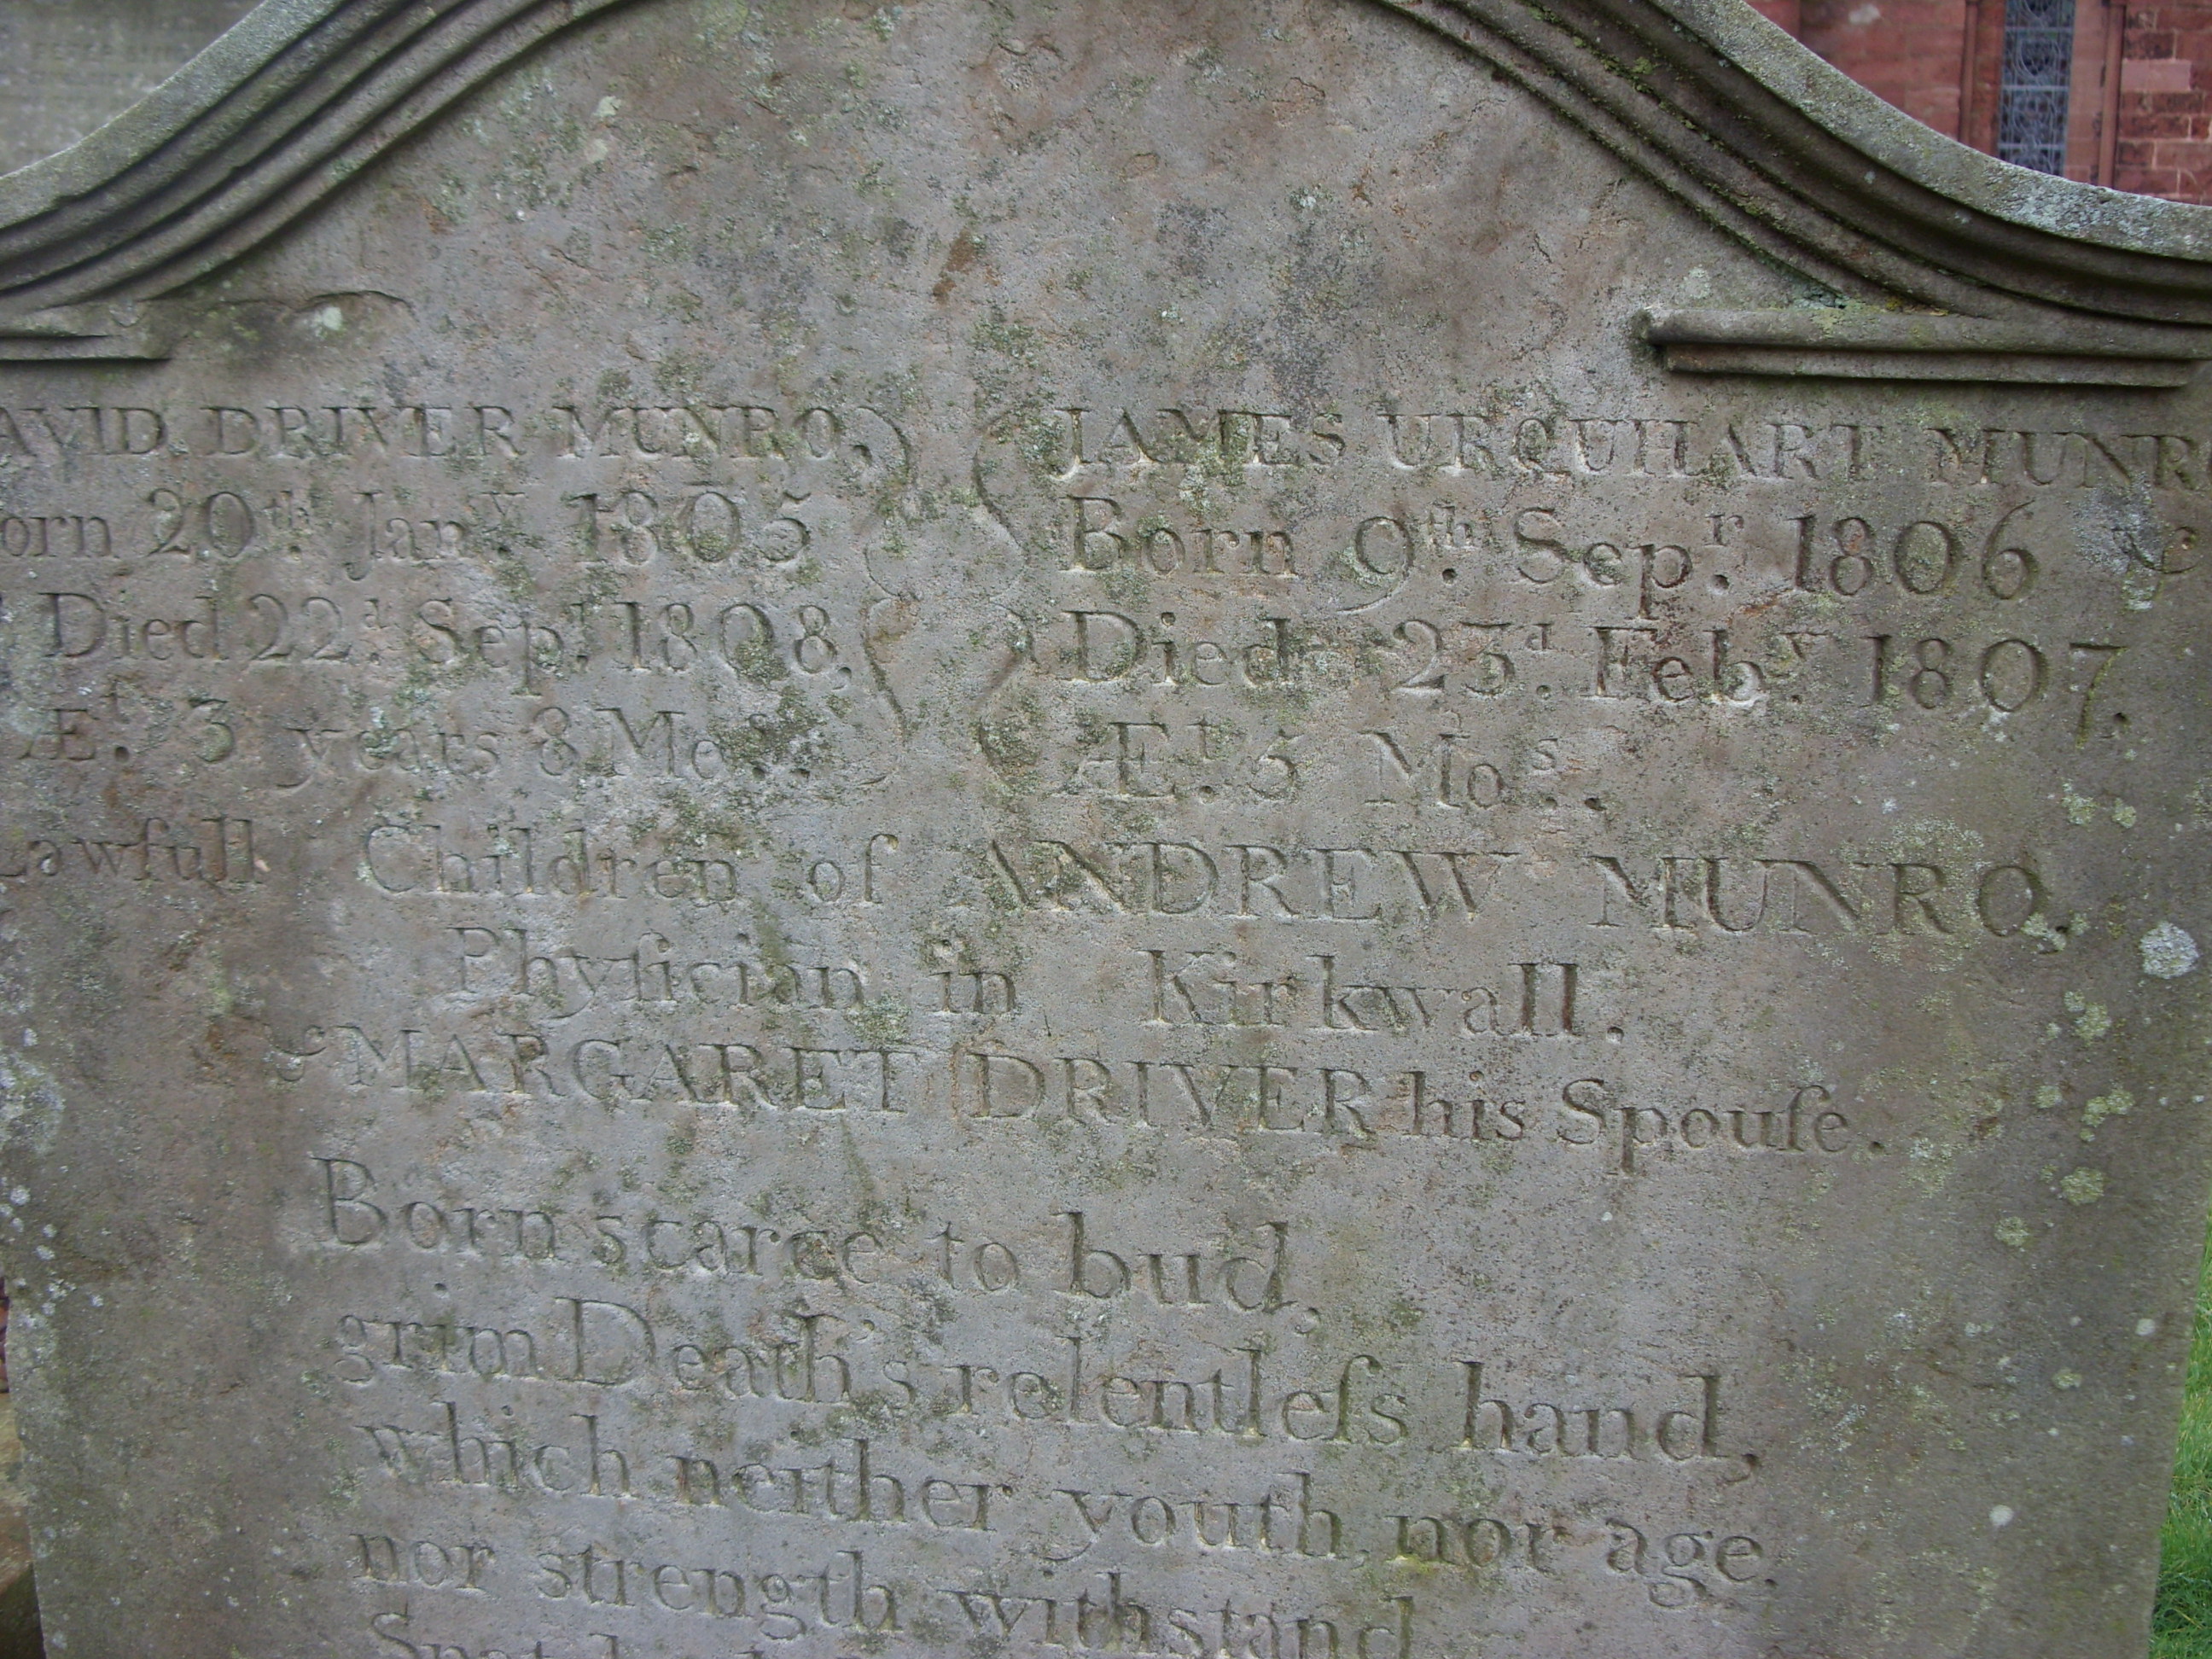 AVID DRIVER MUNRO,
orn 20th. Jany. 1805
Died 22d. Sepr. 1808,
Æt. 3 years 8 Mos.
JAMES URQUHART MUNR
Born 9th. Sepr. 1806 &
Died 23d. Feby. 1807.
Æt. 5 Mos.
Lawfull Children of ANDREW MUNRO,
Phyſician in Kirkwall.
& MARGARET DRIVER his Spouſe.
Born scarce to bud,
grim Death's relentleſs hand,
which neither youth, nor age.
nor strength withstand